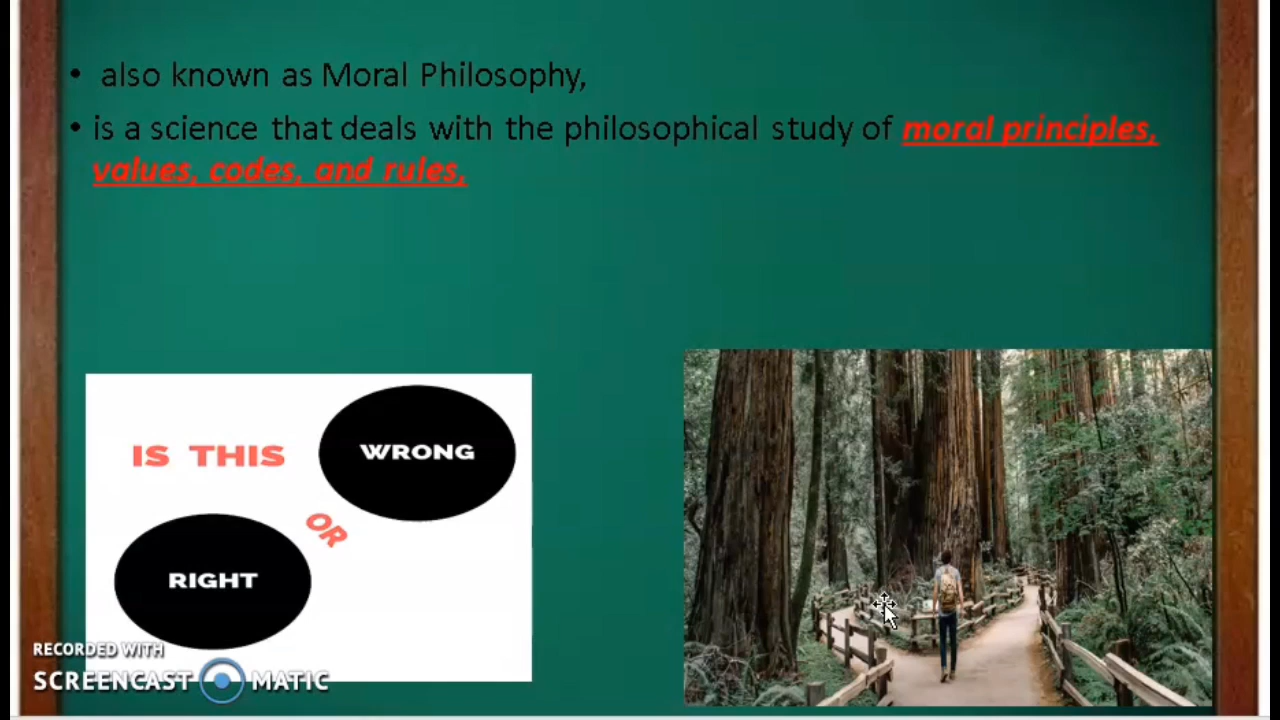 • also known as Moral Philosophy,
• is a science that deals with the philosophical study of moral principles,
values, codes, and rules,
IS THIS
WRONG
OR
RIGHT
RECORDED WITH
SCREENCAST MATIC